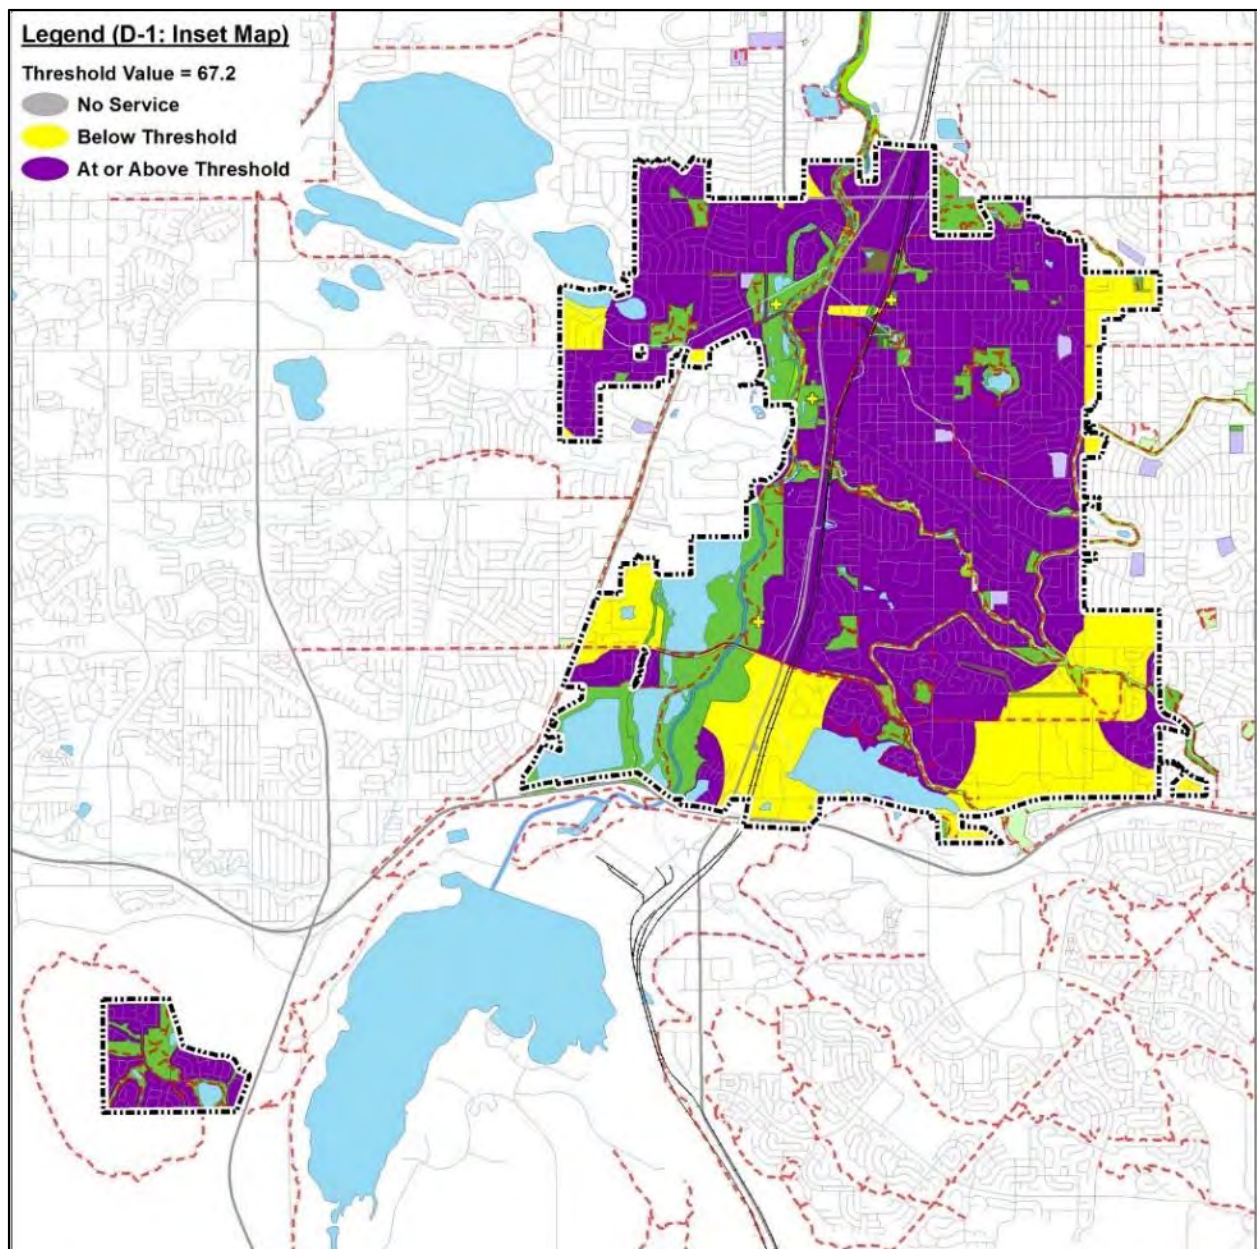 Legend (D-1: Inset Map)
Threshold Value = 67.2
No Service
Below Threshold
At or Above Threshold